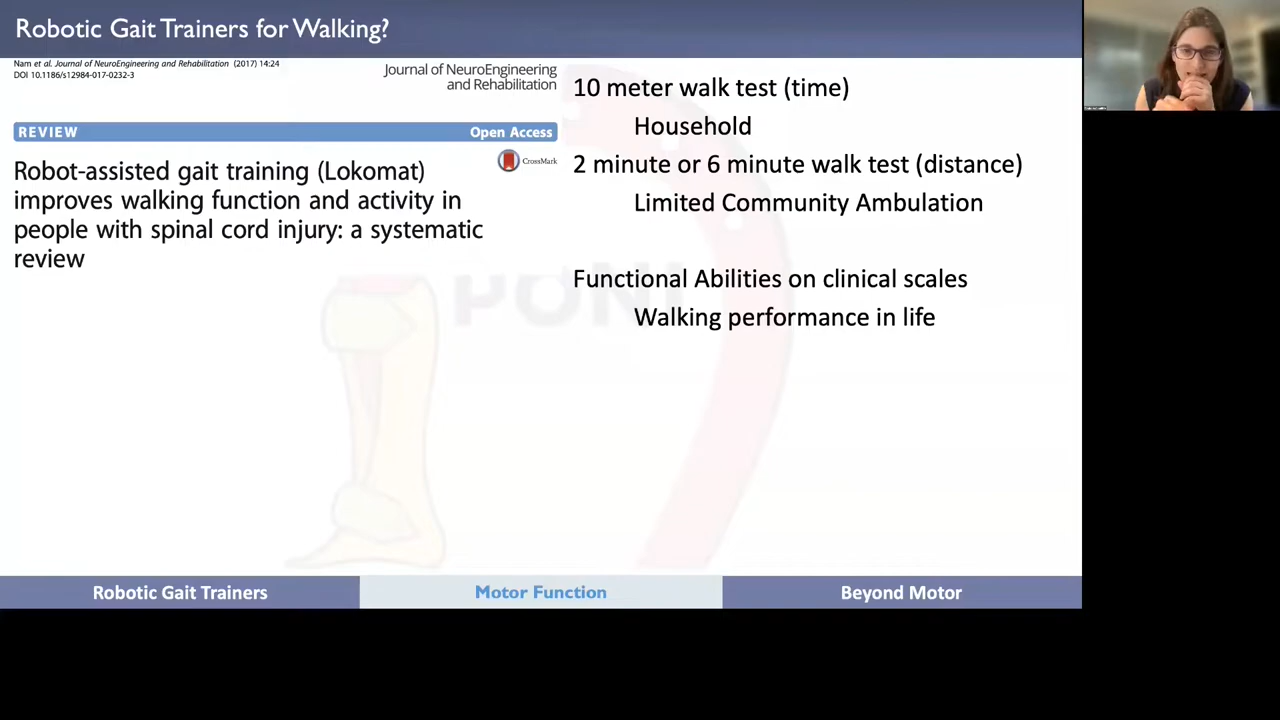 Robotic Gait Trainers for Walking?
Nam et al. Journal of NeuroEngineering and Rehabilitation (2017) 14:24
DOI 10.1186/s12984-017-0232-3
Journal of NeuroEngineering
and Rehabilitation
REVIEW
Open Access
CrossMark
Robot-assisted gait training (Lokomat)
improves walking function and activity in
people with spinal cord injury: a systematic
review
10 meter walk test (time)
Household
2 minute or 6 minute walk test (distance)
Limited Community Ambulation
Functional Abilities on clinical scales
Walking performance in life
Robotic Gait Trainers
Motor Function
Beyond Motor